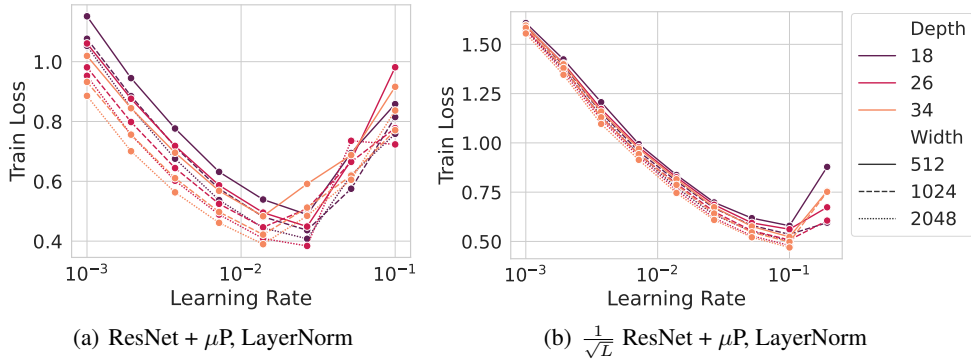 1.0
0.8
0.6
0.4
Train Loss
10⁻³
10⁻²
10⁻¹
Learning Rate
(a) ResNet + μP, LayerNorm
1.50
1.25
1.00
0.75
0.50
Train Loss
10⁻³
10⁻²
10⁻¹
Learning Rate
(b) 1/√L ResNet + μP, LayerNorm
Depth
18
26
34
Width
512
1024
2048